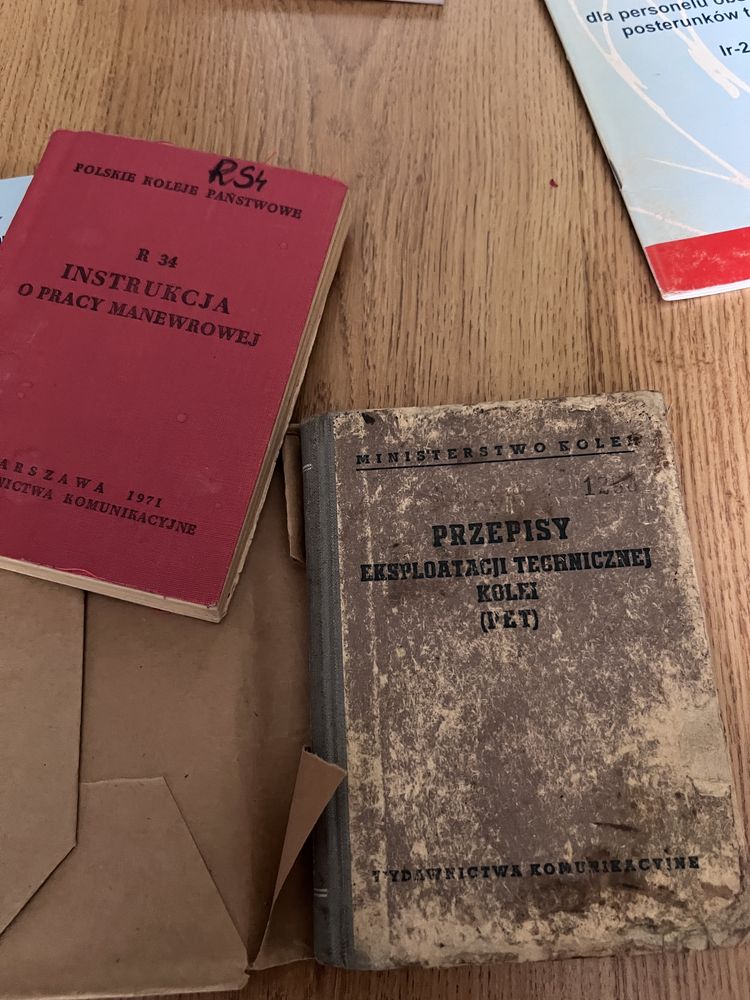 RS4
POLSKIE KOLEJE PAŃSTWOWE
R 34
INSTRUKCJA
O PRACY MANEWROWEJ
ARSZAWA 1971
NICTWA KOMUNIKACYJNE
dla personelu obs
posterunków t
Ir-2
MINISTERSTWO KOLEI
PRZEPISY
EKSPLOATACJI TECHNICZNEJ
KOLEI
(PET)
WYDAWNICTWA KOMUNIKACYJNE